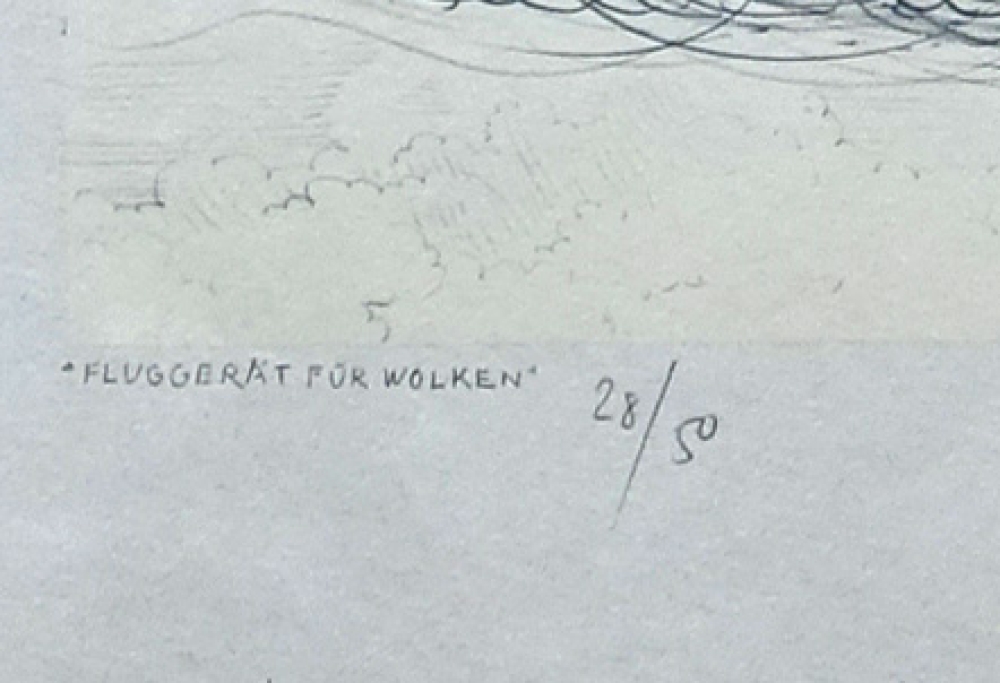 "FLUGGERÄT FÜR WOLKEN"
28/50